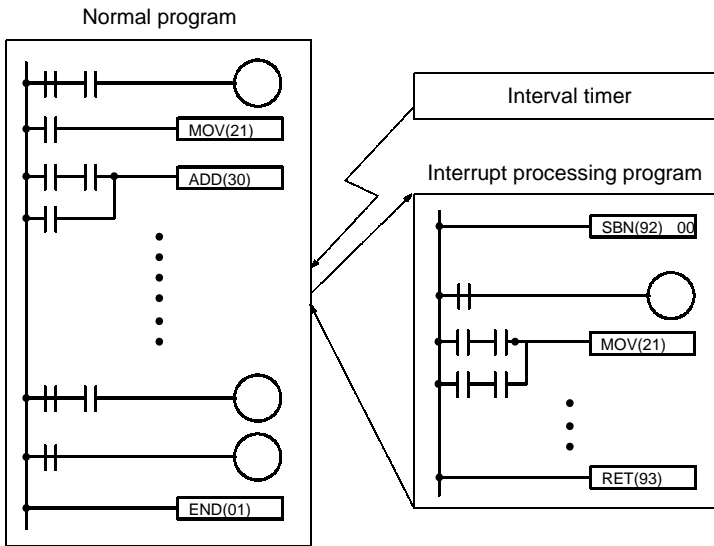 Normal program
MOV(21)
ADD(30)
END(01)
Interval timer
Interrupt processing program
SBN(92) 00
MOV(21)
RET(93)